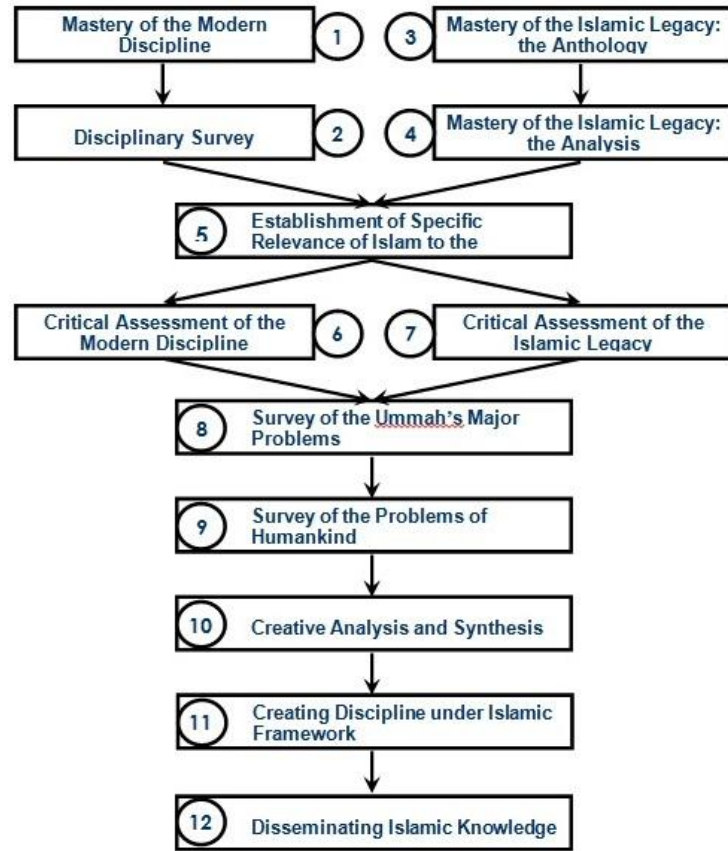 Mastery of the Modern
Discipline
1
3
Mastery of the Islamic Legacy:
the Anthology
Disciplinary Survey
2
4
Mastery of the Islamic Legacy:
the Analysis
5
Establishment of Specific
Relevance of Islam to the
Critical Assessment of the
Modern Discipline
6
7
Critical Assessment of the
Islamic Legacy
8
Survey of the Ummah's Major
Problems
9
Survey of the Problems of
Humankind
10
Creative Analysis and Synthesis
11
Creating Discipline under Islamic
Framework
12
Disseminating Islamic Knowledge